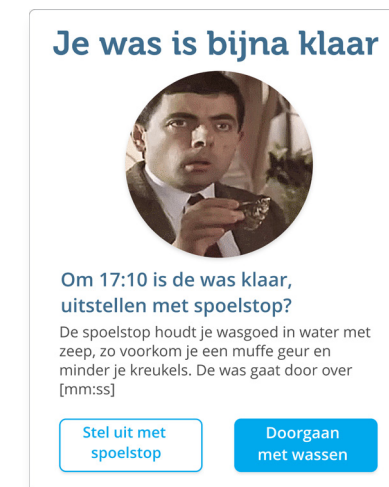 Je was is bijna klaar
Om 17:10 is de was klaar,
uitstellen met spoelstop?
De spoelstop houdt je wasgoed in water met
zeep, zo voorkom je een muffe geur en
minder je kreukels. De was gaat door over
[mm:ss]
Stel uit met
spoelstop
Doorgaan
met wassen